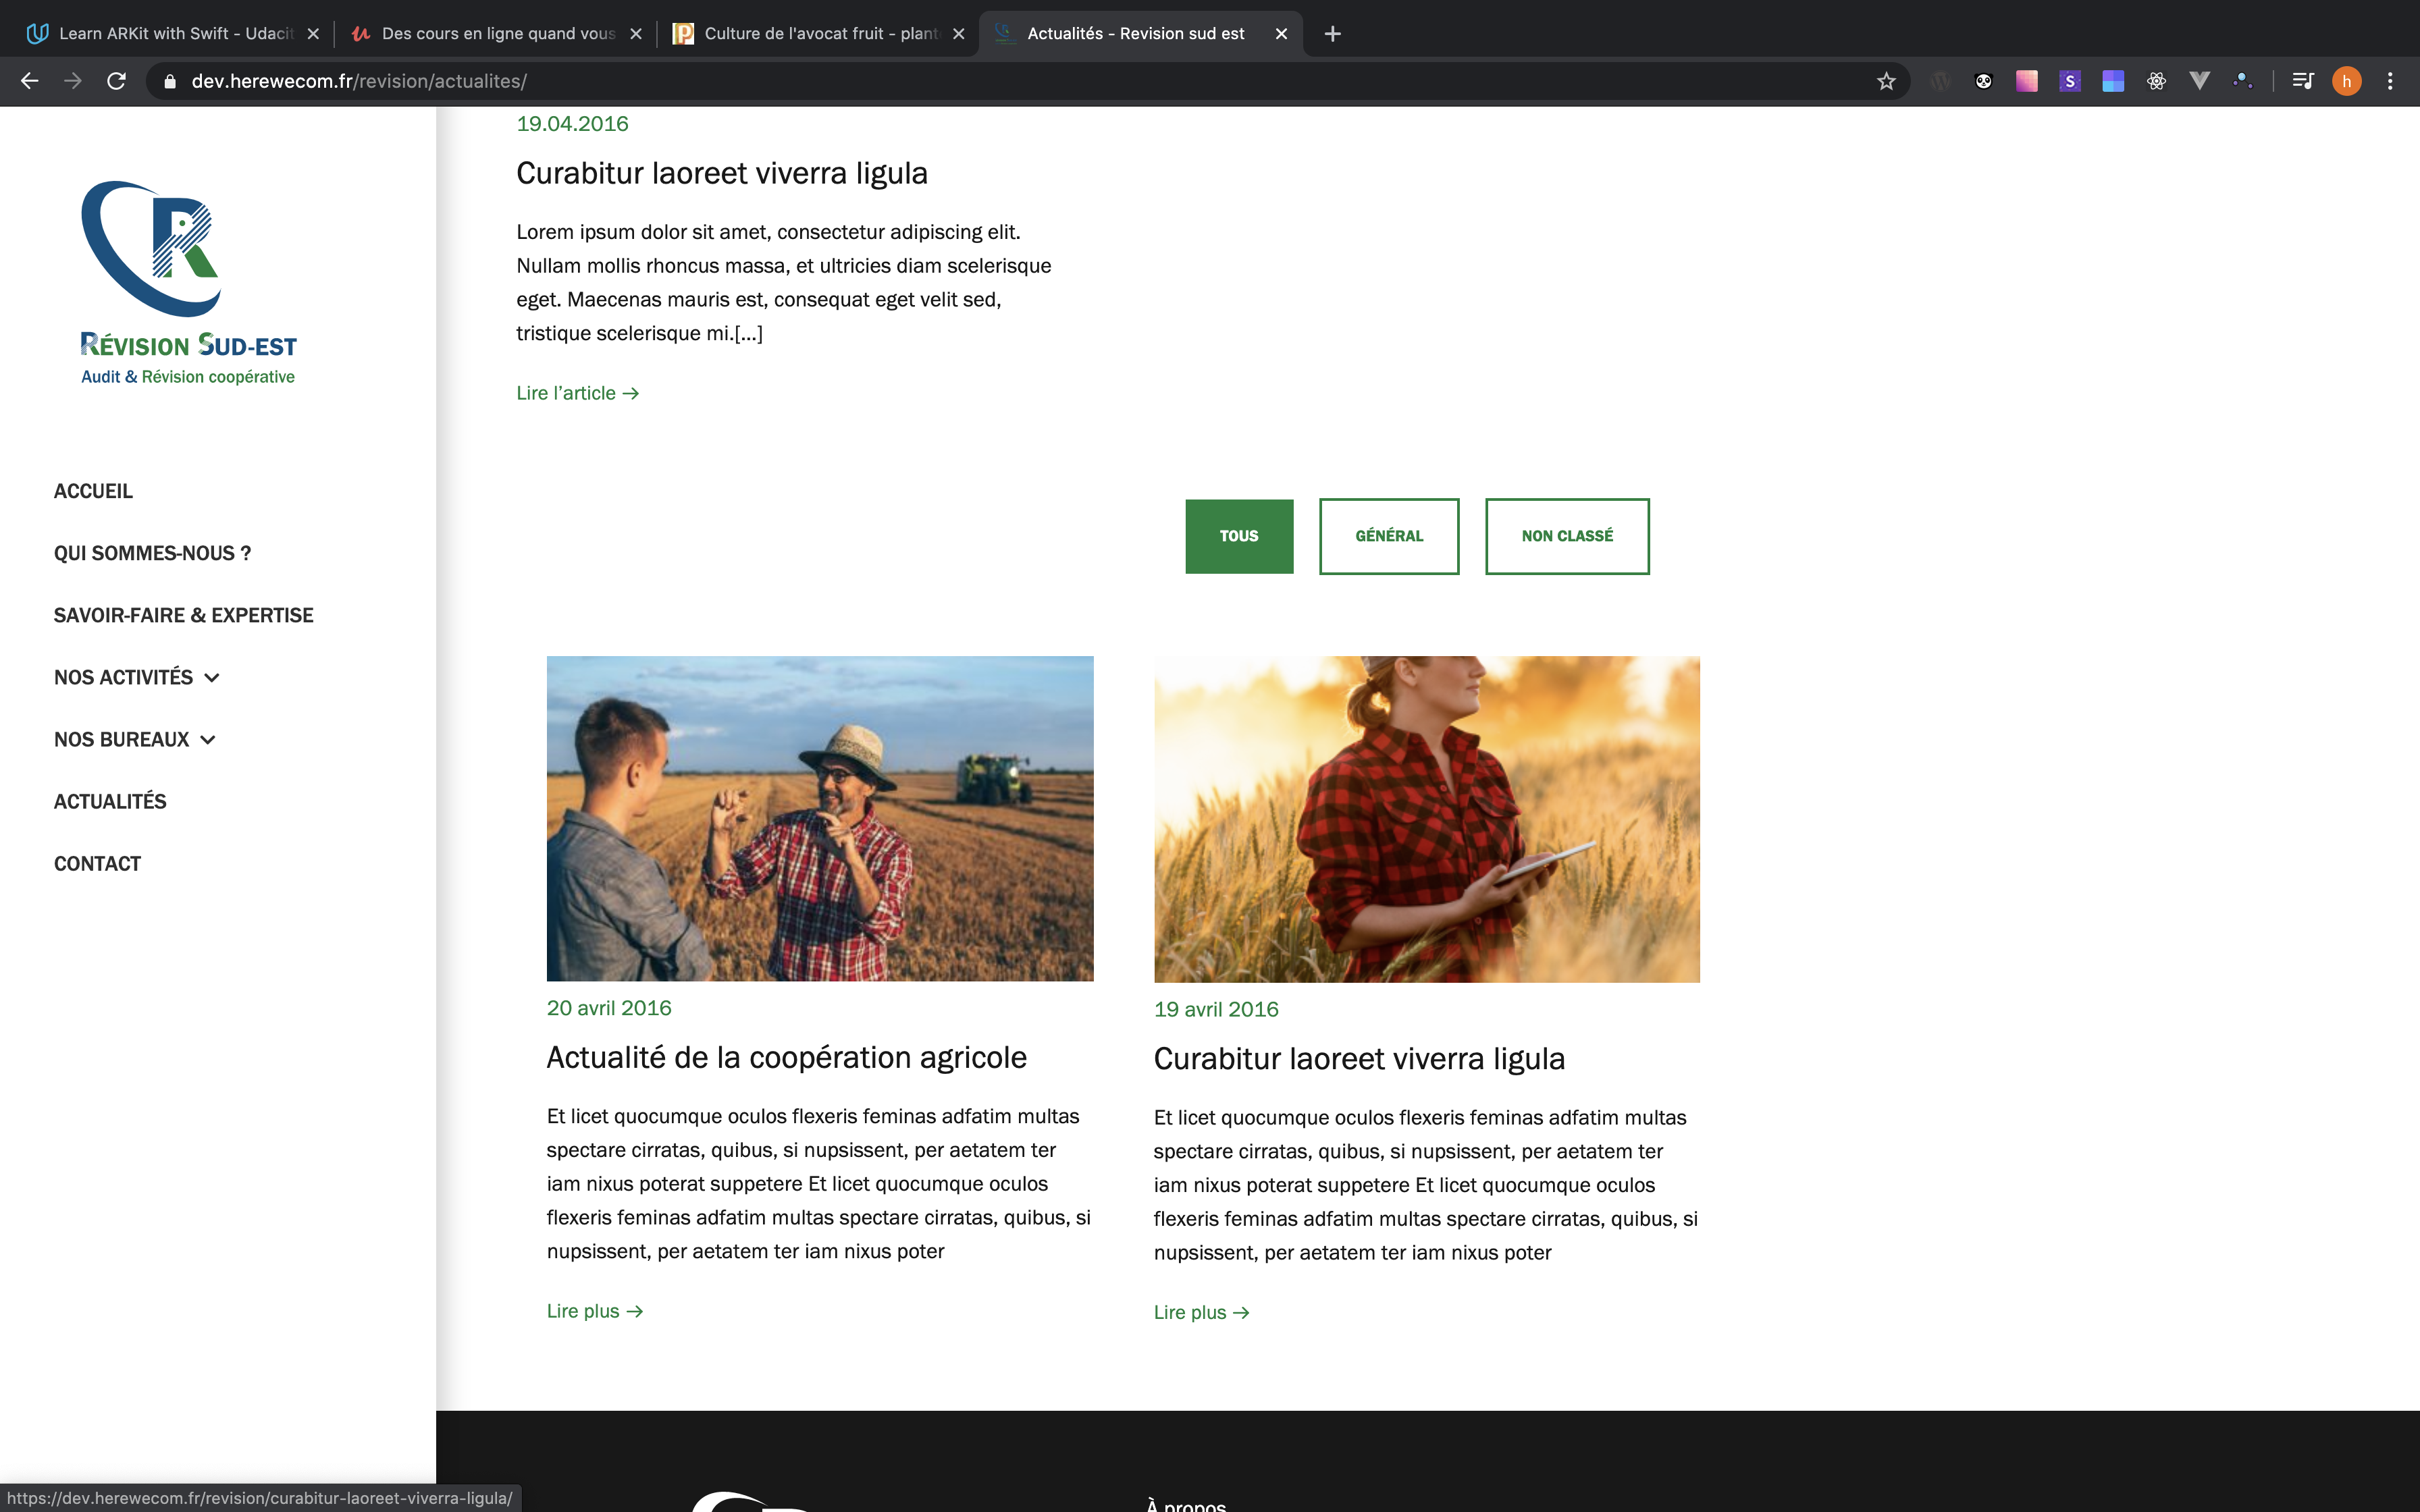 Learn ARKit with Swift - Udacit
Des cours en ligne quand vous
Culture de l'avocat fruit - plant
Actualités - Revision sud est
dev.herewecom.fr/revision/actualites/
h
RÉVISION SUD-EST
Audit & Révision coopérative
ACCUEIL
QUI SOMMES-NOUS ?
SAVOIR-FAIRE & EXPERTISE
NOS ACTIVITÉS
NOS BUREAUX
ACTUALITÉS
CONTACT
19.04.2016
Curabitur laoreet viverra ligula
Lorem ipsum dolor sit amet, consectetur adipiscing elit.
Nullam mollis rhoncus massa, et ultricies diam scelerisque
eget. Maecenas mauris est, consequat eget velit sed,
tristique scelerisque mi.[...]
Lire l’article →
TOUS
GÉNÉRAL
NON CLASSÉ
20 avril 2016
Actualité de la coopération agricole
Et licet quocumque oculos flexeris feminas adfatim multas
spectare cirratas, quibus, si nupsissent, per aetatem ter
iam nixus poterat suppetere Et licet quocumque oculos
flexeris feminas adfatim multas spectare cirratas, quibus, si
nupsissent, per aetatem ter iam nixus poter
Lire plus →
19 avril 2016
Curabitur laoreet viverra ligula
Et licet quocumque oculos flexeris feminas adfatim multas
spectare cirratas, quibus, si nupsissent, per aetatem ter
iam nixus poterat suppetere Et licet quocumque oculos
flexeris feminas adfatim multas spectare cirratas, quibus, si
nupsissent, per aetatem ter iam nixus poter
Lire plus →
À propos
https://dev.herewecom.fr/revision/curabitur-laoreet-viverra-ligula/